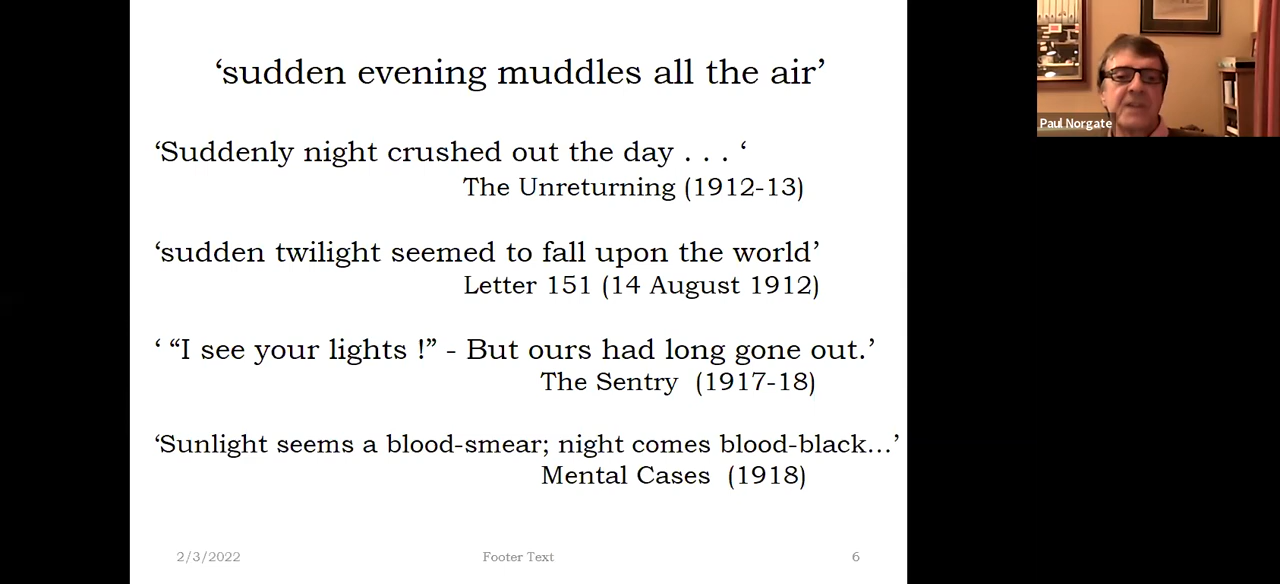 ‘sudden evening muddles all the air’
‘Suddenly night crushed out the day . . . ‘
The Unreturning (1912-13)
‘sudden twilight seemed to fall upon the world’
Letter 151 (14 August 1912)
‘ “I see your lights !” - But ours had long gone out.’
The Sentry (1917-18)
‘Sunlight seems a blood-smear; night comes blood-black…’
Mental Cases (1918)
2/3/2022
Footer Text
6
Paul Norgate